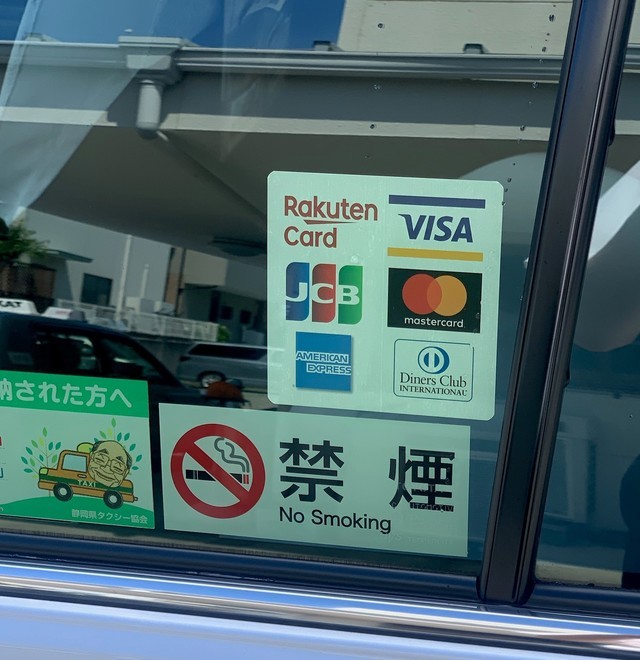 Rakuten
Card
VISA
JCB
mastercard
AMERICAN
EXPRESS
Diners Club
INTERNATIONAL
納された方へ
TAXI
静岡県タクシー協会
禁煙
No Smoking